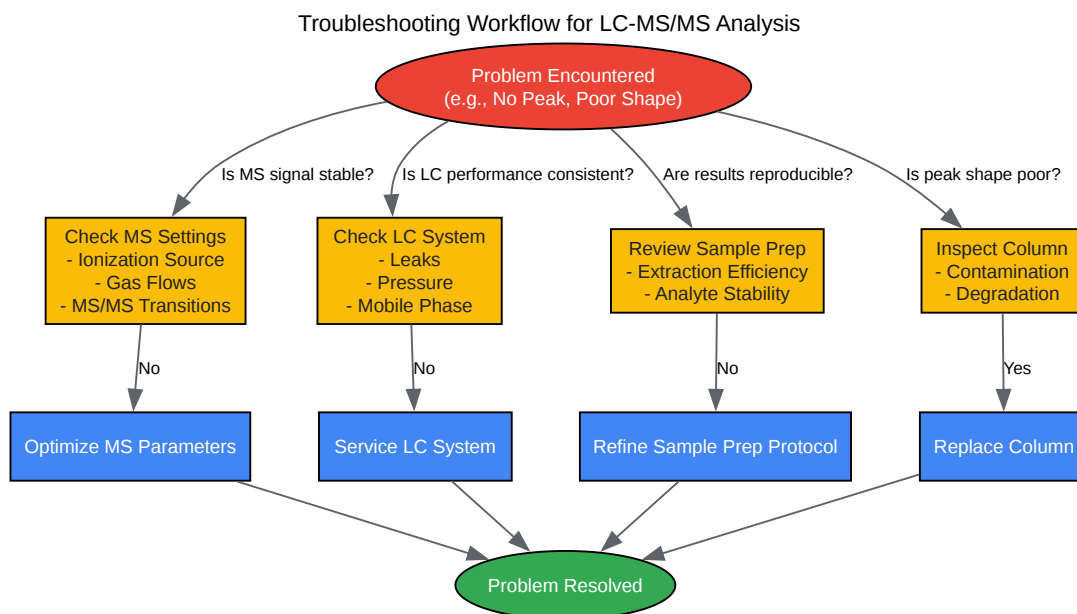 Troubleshooting Workflow for LC-MS/MS Analysis
Problem Encountered
(e.g., No Peak, Poor Shape)
Is MS signal stable?
Is LC performance consistent?
Are results reproducible?
Is peak shape poor?
Check MS Settings
- Ionization Source
- Gas Flows
- MS/MS Transitions
Check LC System
- Leaks
- Pressure
- Mobile Phase
Review Sample Prep
- Extraction Efficiency
- Analyte Stability
Inspect Column
- Contamination
- Degradation
No
No
No
Yes
Optimize MS Parameters
Service LC System
Refine Sample Prep Protocol
Replace Column
Problem Resolved